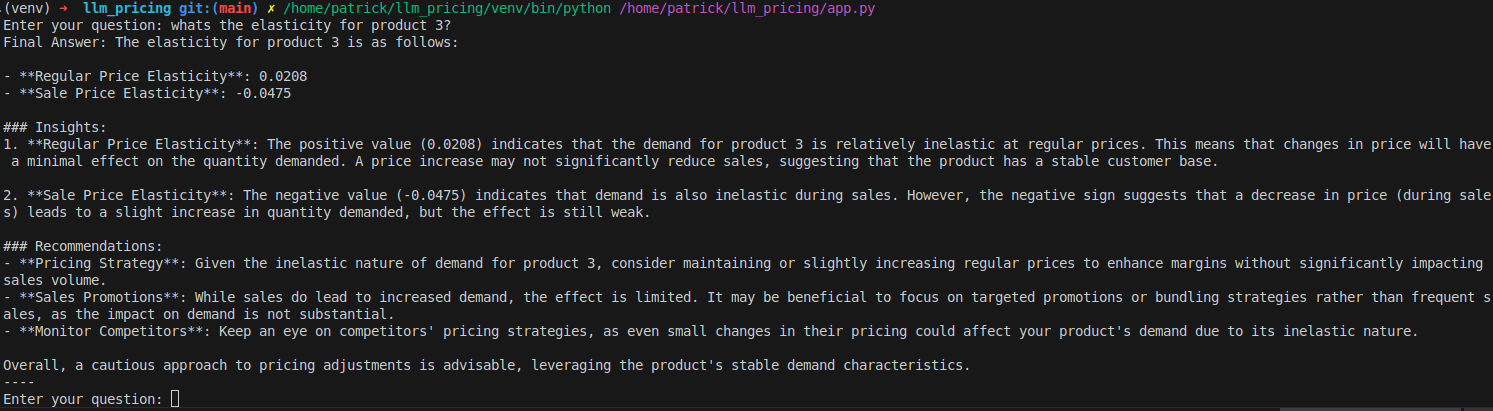 (venv) ➜  llm_pricing git:(main) ✗ /home/patrick/llm_pricing/venv/bin/python /home/patrick/llm_pricing/app.py
Enter your question: whats the elasticity for product 3?
Final Answer: The elasticity for product 3 is as follows:

- **Regular Price Elasticity**: 0.0208
- **Sale Price Elasticity**: -0.0475

### Insights:
1. **Regular Price Elasticity**: The positive value (0.0208) indicates that the demand for product 3 is relatively inelastic at regular prices. This means that changes in price will have
 a minimal effect on the quantity demanded. A price increase may not significantly reduce sales, suggesting that the product has a stable customer base.

2. **Sale Price Elasticity**: The negative value (-0.0475) indicates that demand is also inelastic during sales. However, the negative sign suggests that a decrease in price (during sale
s) leads to a slight increase in quantity demanded, but the effect is still weak.

### Recommendations:
- **Pricing Strategy**: Given the inelastic nature of demand for product 3, consider maintaining or slightly increasing regular prices to enhance margins without significantly impacting
sales volume.
- **Sales Promotions**: While sales do lead to increased demand, the effect is limited. It may be beneficial to focus on targeted promotions or bundling strategies rather than frequent s
ales, as the impact on demand is not substantial.
- **Monitor Competitors**: Keep an eye on competitors' pricing strategies, as even small changes in their pricing could affect your product's demand due to its inelastic nature.

Overall, a cautious approach to pricing adjustments is advisable, leveraging the product's stable demand characteristics.
----
Enter your question: